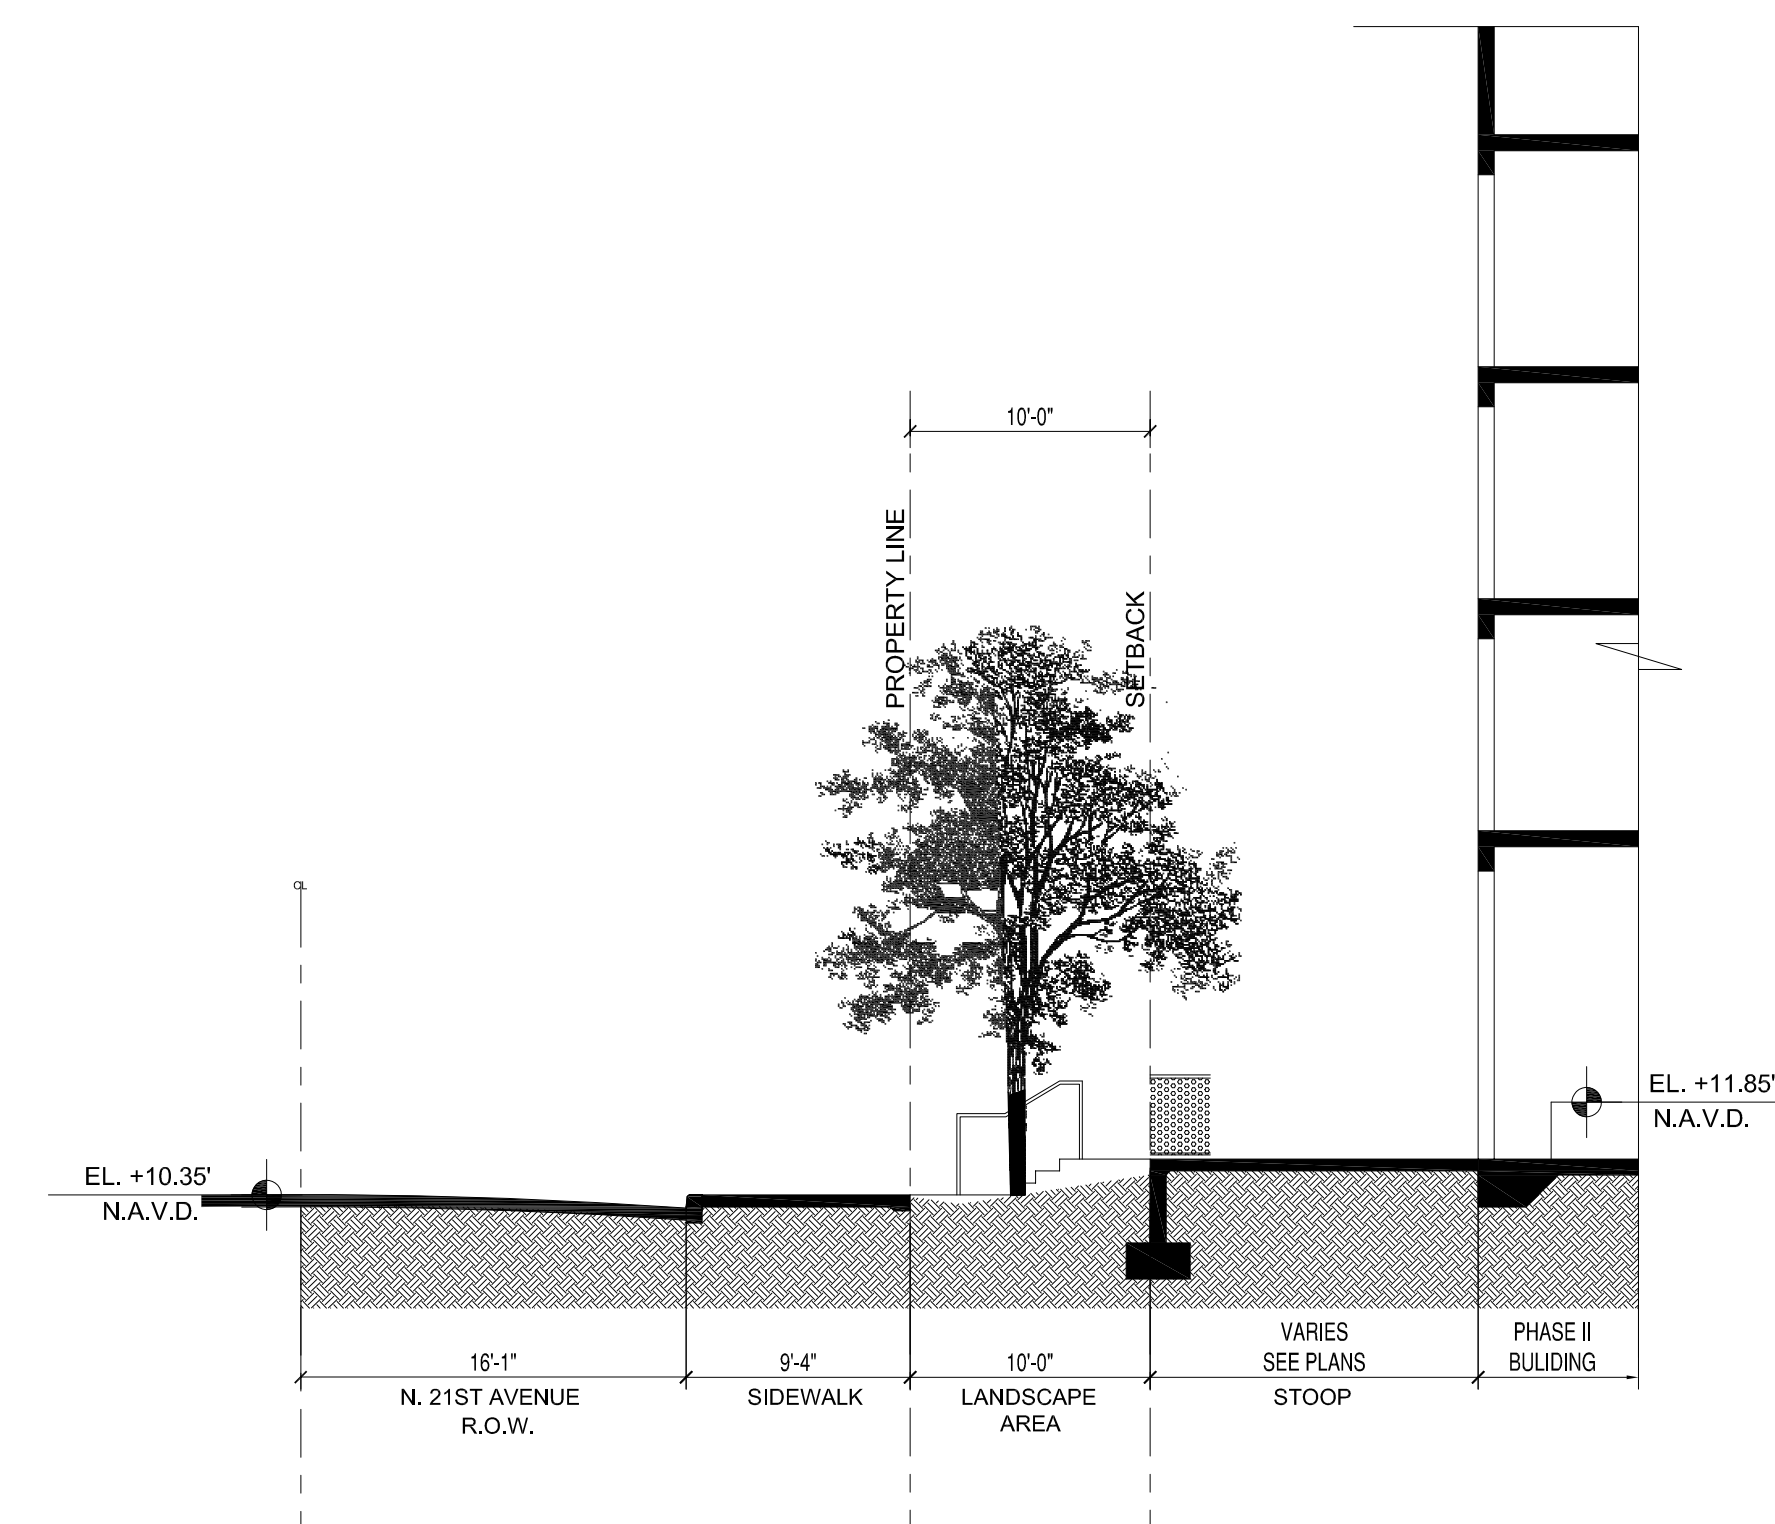 10'-0"
PROPERTY LINE
SETBACK
CL
EL. +11.85'
N.A.V.D.
EL. +10.35'
N.A.V.D.
16'-1"
N. 21ST AVENUE
R.O.W.
9'-4"
SIDEWALK
10'-0"
LANDSCAPE
AREA
VARIES
SEE PLANS
STOOP
PHASE II
BULIDING